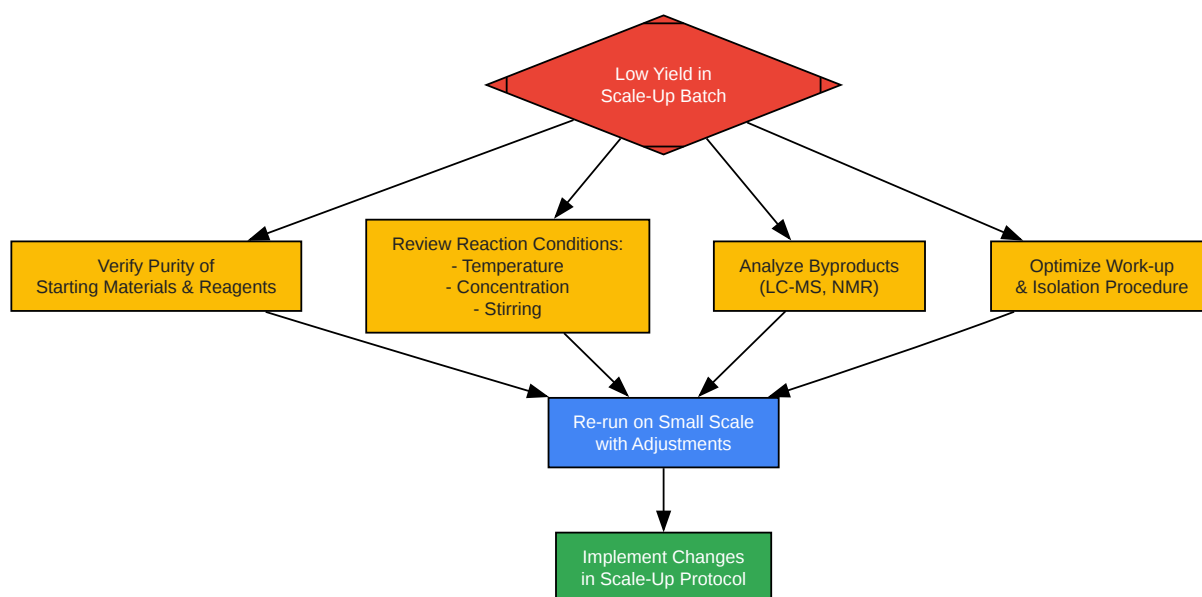 Low Yield in
Scale-Up Batch
Verify Purity of
Starting Materials & Reagents
Review Reaction Conditions:
- Temperature
- Concentration
- Stirring
Analyze Byproducts
(LC-MS, NMR)
Optimize Work-up
& Isolation Procedure
Re-run on Small Scale
with Adjustments
Implement Changes
in Scale-Up Protocol